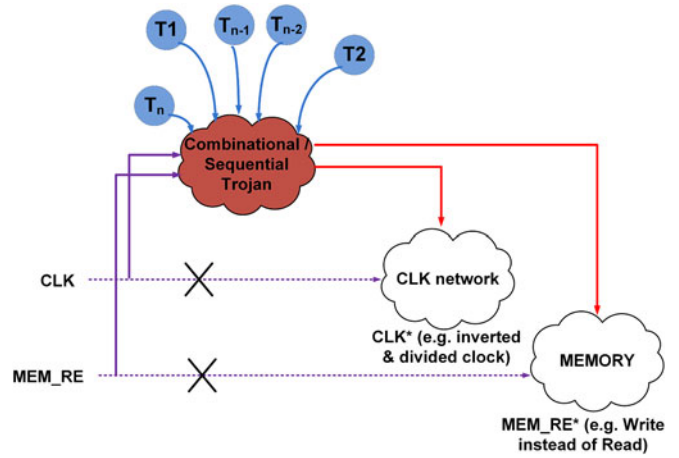 T1
Tn-1
Tn-2
T2
Tn
Combinational /
Sequential
Trojan
CLK
CLK network
CLK* (e.g. inverted
& divided clock)
MEM_RE
MEMORY
MEM_RE* (e.g. Write
instead of Read)